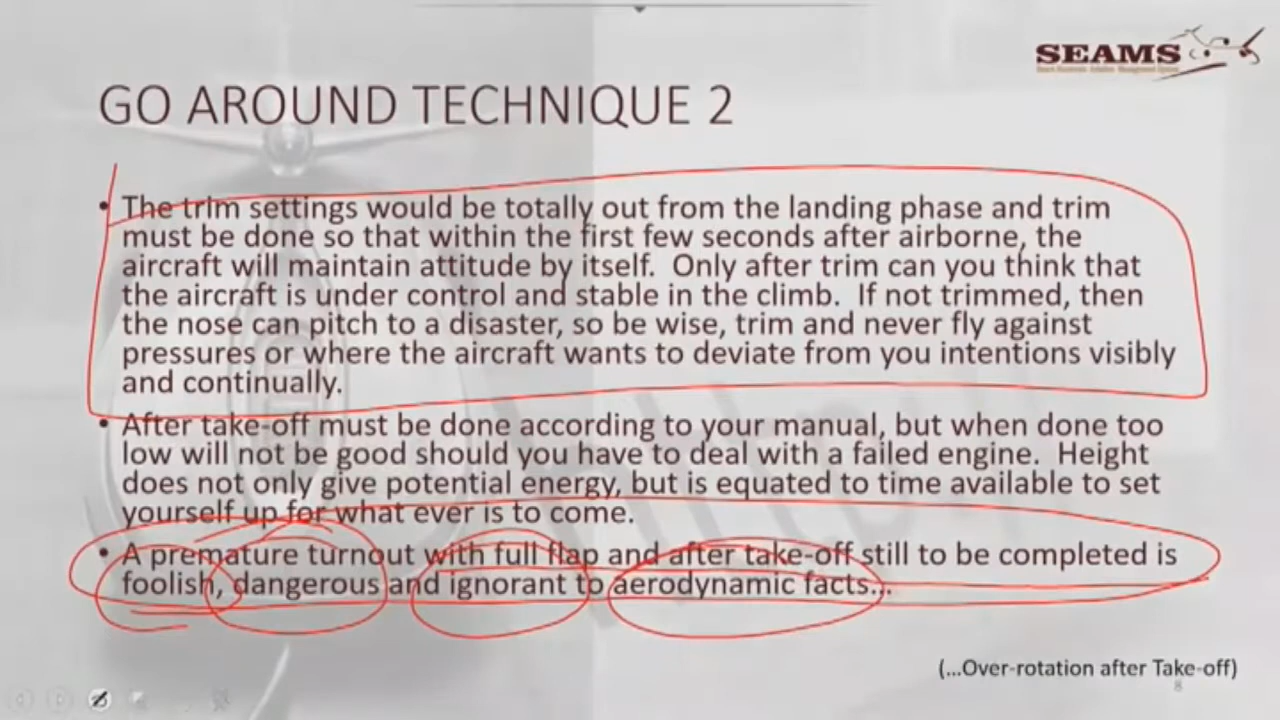 SEAMS
GO AROUND TECHNIQUE 2
• The trim settings would be totally out from the landing phase and trim
must be done so that within the first few seconds after airborne, the
aircraft will maintain attitude by itself.  Only after trim can you think that
the aircraft is under control and stable in the climb.  If not trimmed, then
the nose can pitch to a disaster, so be wise, trim and never fly against
pressures or where the aircraft wants to deviate from you intentions visibly
and continually.
• After take-off must be done according to your manual, but when done too
low will not be good should you have to deal with a failed engine.  Height
does not only give potential energy, but is equated to time available to set
yourself up for what ever is to come.
• A premature turnout with full flap and after take-off still to be completed is
foolish, dangerous and ignorant to aerodynamic facts...
(...Over-rotation after Take-off)
8